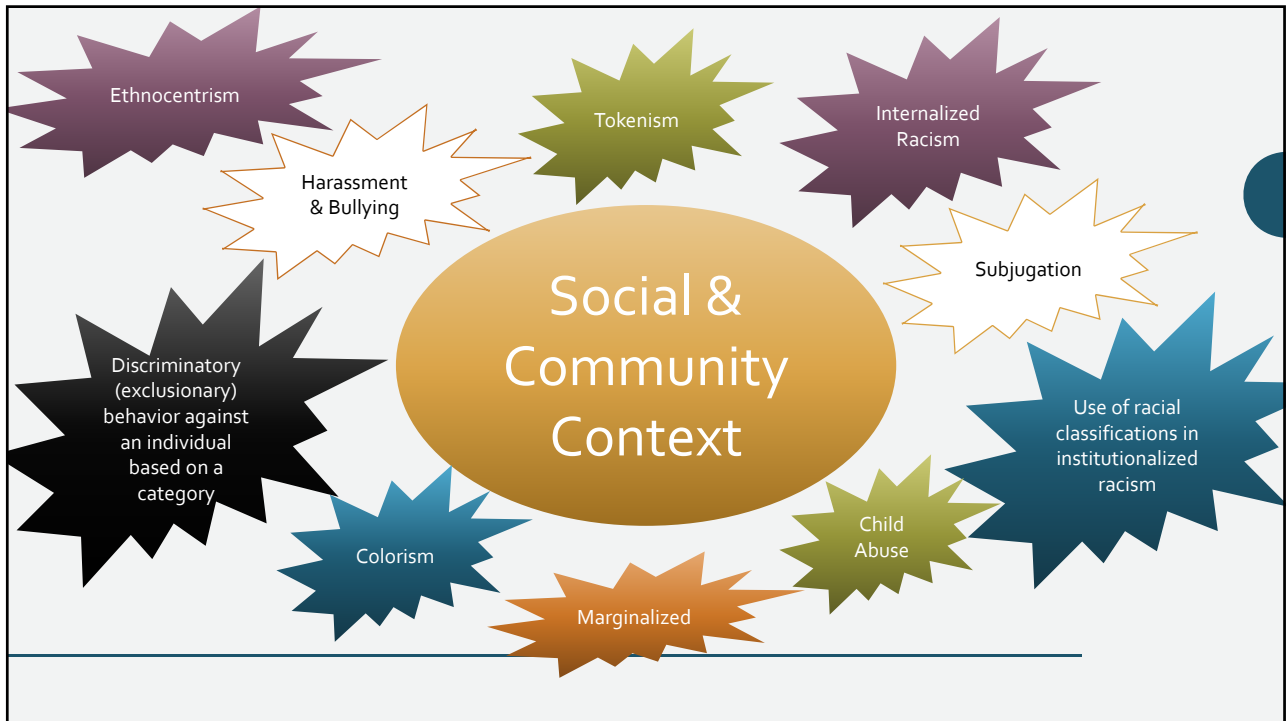 Ethnocentrism
Tokenism
Internalized
Racism
Harassment
& Bullying
Subjugation
Social &
Community
Context
Discriminatory
(exclusionary)
behavior against
an individual
based on a
category
Use of racial
classifications in
institutionalized
racism
Colorism
Child
Abuse
Marginalized